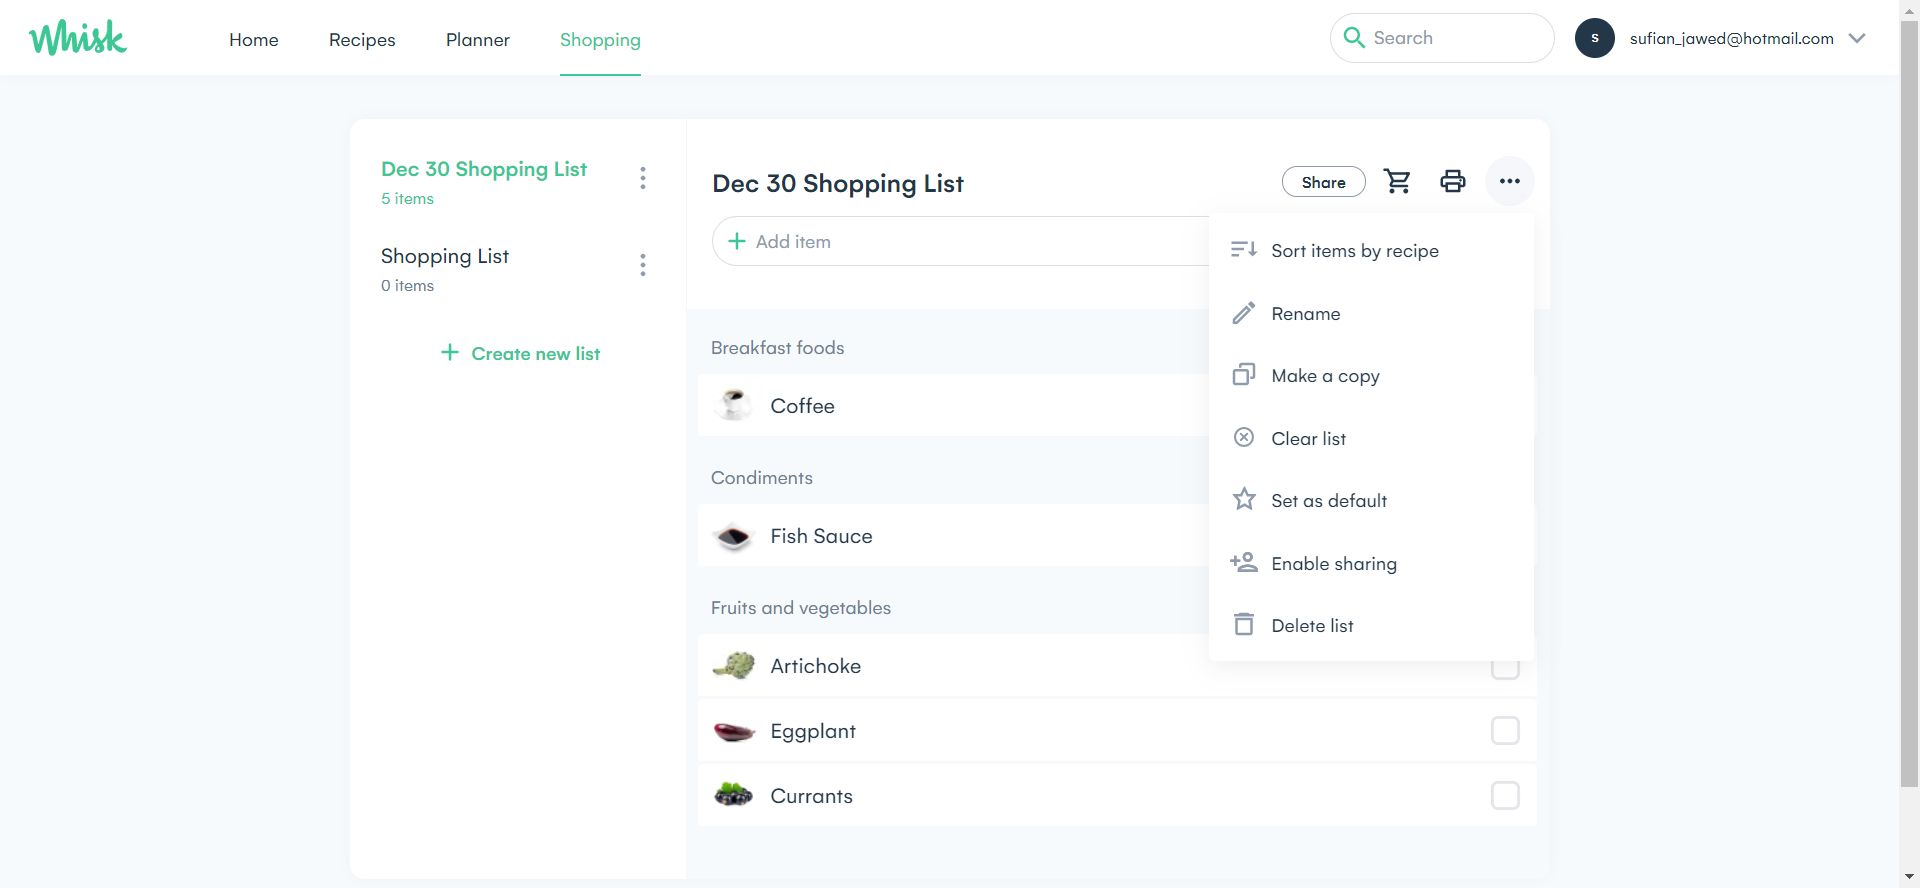 Whisk
Home
Recipes
Planner
Shopping
Search
S
sufian_jawed@hotmail.com
Dec 30 Shopping List
5 items
Shopping List
0 items
Create new list
Dec 30 Shopping List
Share
Add item
Sort items by recipe
Rename
Make a copy
Clear list
Set as default
Enable sharing
Delete list
Breakfast foods
Coffee
Condiments
Fish Sauce
Fruits and vegetables
Artichoke
Eggplant
Currants